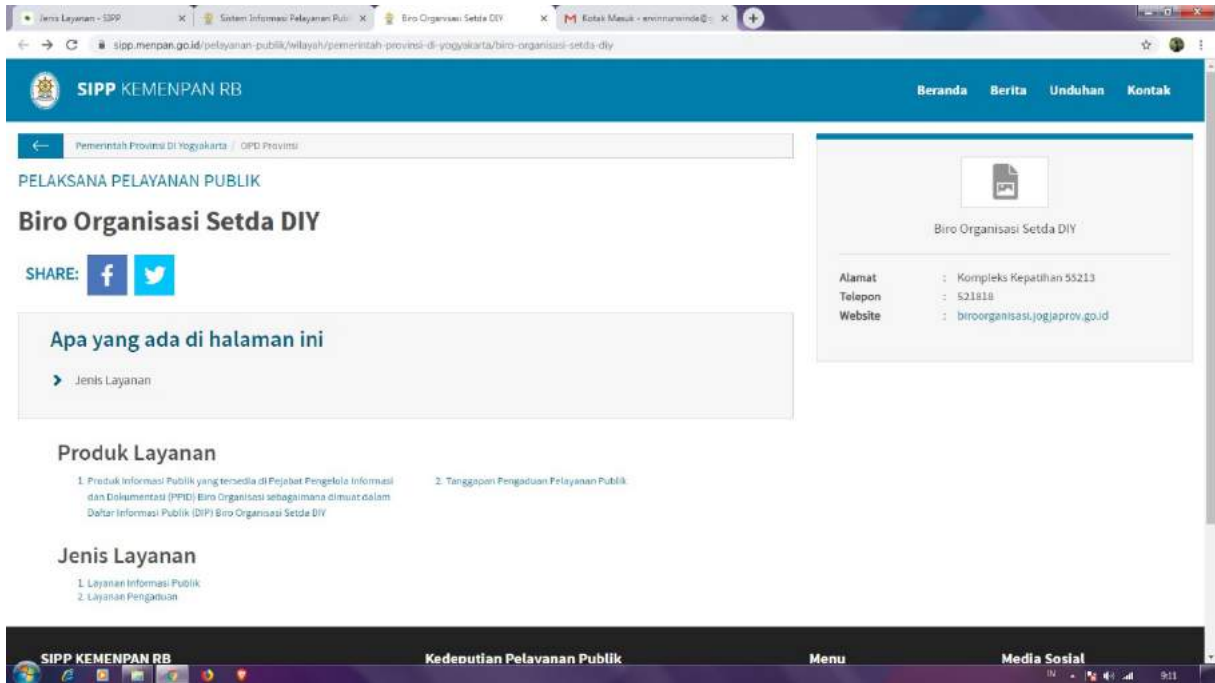 Jenis Layanan - SIPP
Sistem Informasi Pelayanan Publi
Biro Organisasi Setda DIY
Kotak Masuk -
sipp.menpan.go.id/pelayanan-publik/wilayah/pemerintah-provinsi-di-yogyakarta/biro-organisasi-setda-diy
SIPP KEMENPAN RB
Beranda Berita Unduhan Kontak
Pemerintah Provinsi DI Yogyakarta / OPD Provinsi
PELAKSANA PELAYANAN PUBLIK
Biro Organisasi Setda DIY
SHARE:
Apa yang ada di halaman ini
Jenis Layanan
Produk Layanan
1. Produk Informasi Publik yang tersedia di Pejabat Pengelola Informasi
dan Dokumentasi (PPID) Biro Organisasi sebagaimana dimuat dalam
Daftar Informasi Publik (DIP) Biro Organisasi Setda DIY
2. Tanggapan Pengaduan Pelayanan Publik
Jenis Layanan
1. Layanan Informasi Publik
2. Layanan Pengaduan
Biro Organisasi Setda DIY
Alamat : Kompleks Kepatihan 55213
Telepon : 521818
Website : biroorganisasi.jogjaprov.go.id
SIPP KEMENPAN RB
Kedeputian Pelayanan Publik
Menu
Media Sosial
IN
9:11